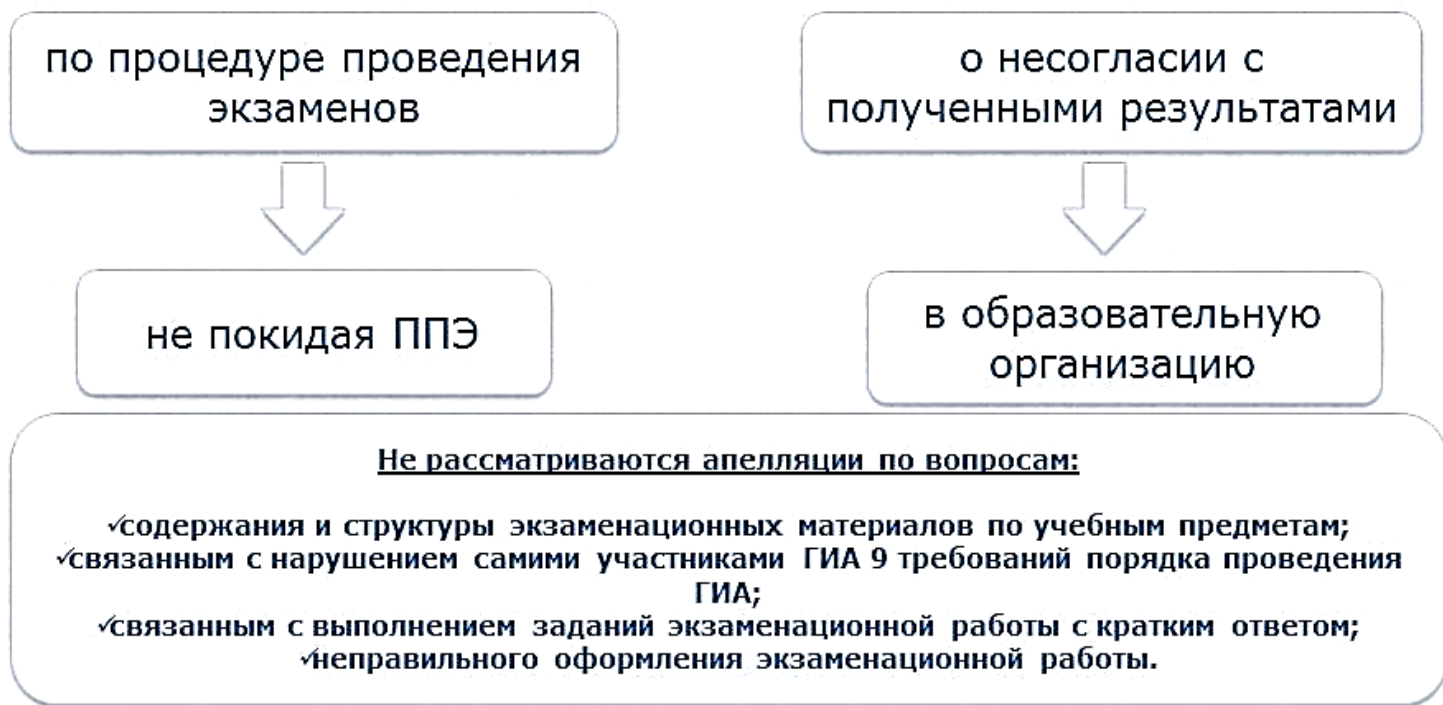 по процедуре проведения
экзаменов
о несогласии с
полученными результатами
не покидая ППЭ
в образовательную
организацию
Не рассматриваются апелляции по вопросам:
✓содержания и структуры экзаменационных материалов по учебным предметам;
✓связанным с нарушением самими участниками ГИА 9 требований порядка проведения
ГИА;
✓связанным с выполнением заданий экзаменационной работы с кратким ответом;
✓неправильного оформления экзаменационной работы.